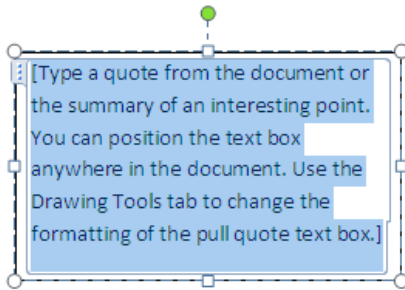 [Type a quote from the document or
the summary of an interesting point.
You can position the text box
anywhere in the document. Use the
Drawing Tools tab to change the
formatting of the pull quote text box.]